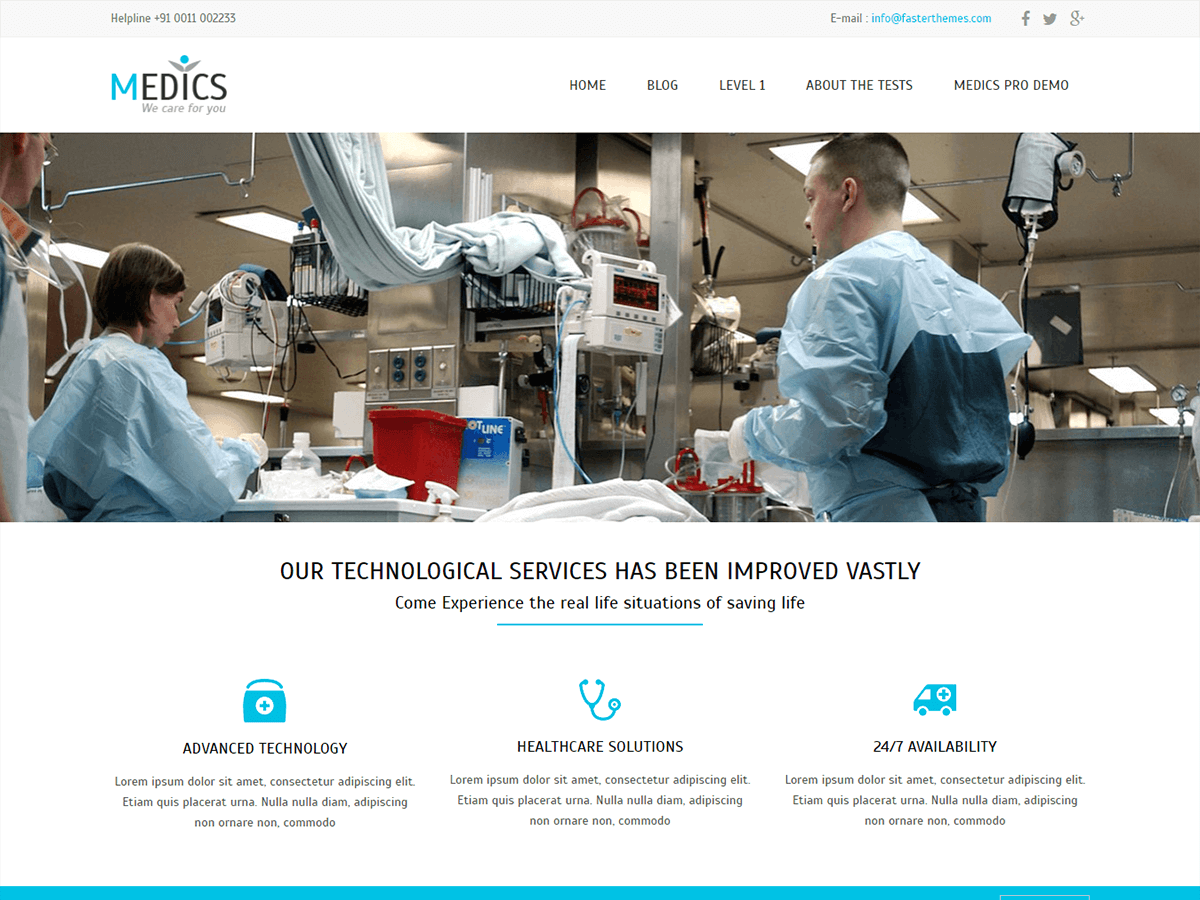 Helpline +91 0011 002233
E-mail : info@fasterthemes.com
MEDICS
We care for you
HOME BLOG LEVEL 1 ABOUT THE TESTS MEDICS PRO DEMO
OTLINE
OUR TECHNOLOGICAL SERVICES HAS BEEN IMPROVED VASTLY
Come Experience the real life situations of saving life
ADVANCED TECHNOLOGY
Lorem ipsum dolor sit amet, consectetur adipiscing elit.
Etiam quis placerat urna. Nulla nulla diam, adipiscing
non ornare non, commodo
HEALTHCARE SOLUTIONS
Lorem ipsum dolor sit amet, consectetur adipiscing elit.
Etiam quis placerat urna. Nulla nulla diam, adipiscing
non ornare non, commodo
24/7 AVAILABILITY
Lorem ipsum dolor sit amet, consectetur adipiscing elit.
Etiam quis placerat urna. Nulla nulla diam, adipiscing
non ornare non, commodo